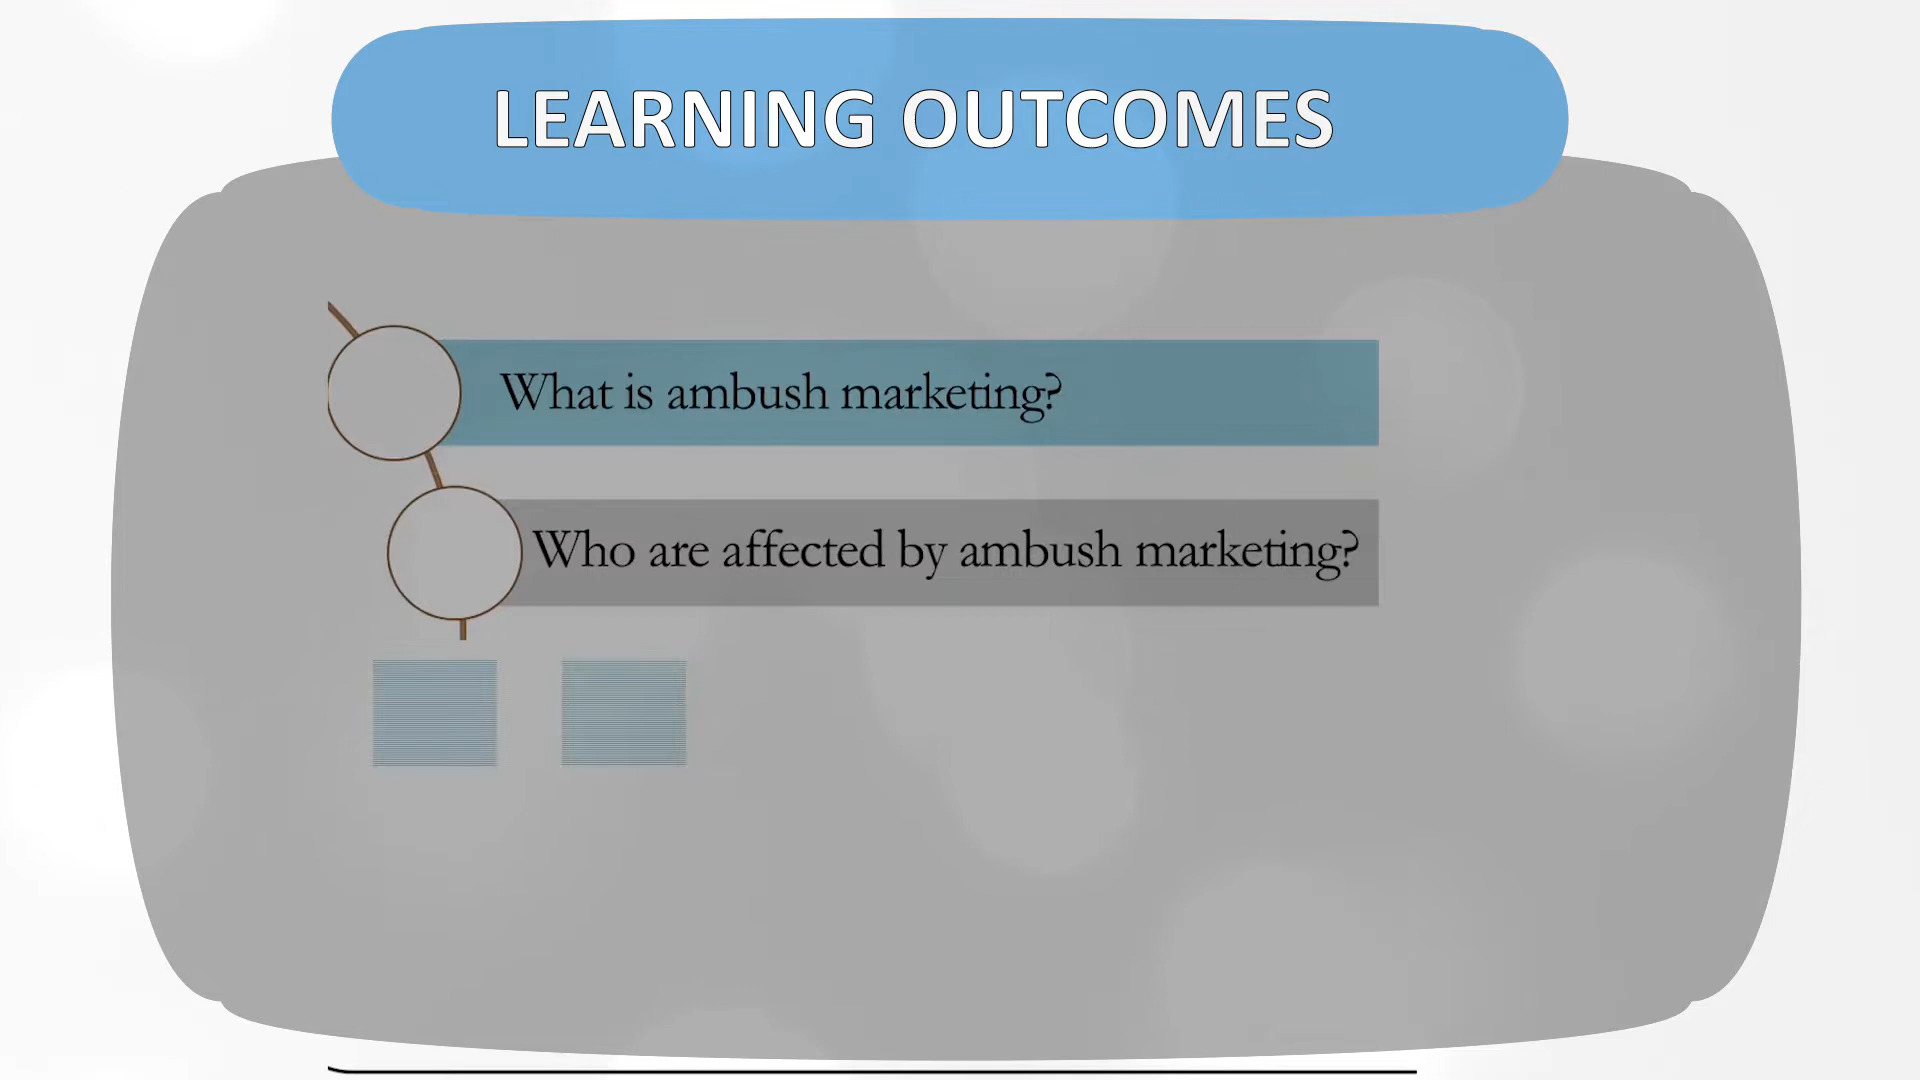 LEARNING OUTCOMES
What is ambush marketing?
Who are affected by ambush marketing?